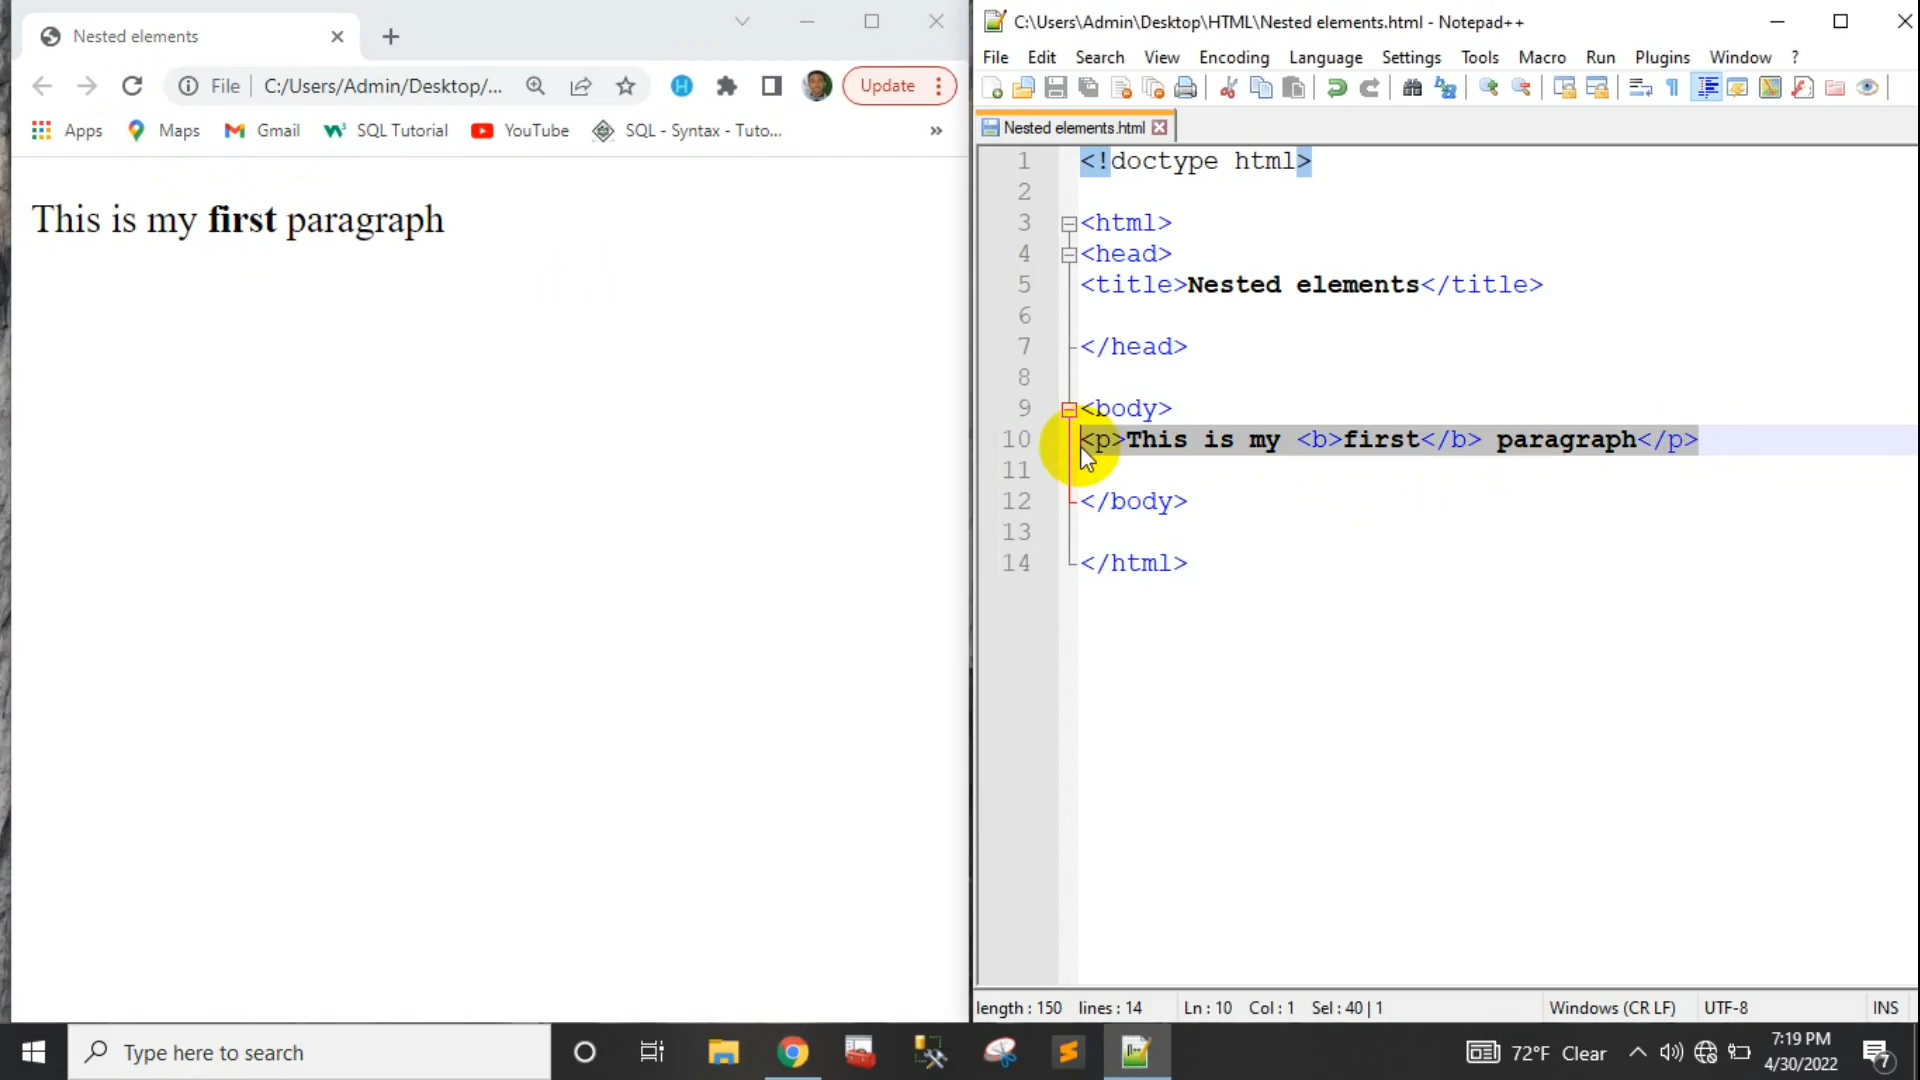 Nested elements
File C:/Users/Admin/Desktop/... Update
Apps Maps Gmail SQL Tutorial YouTube SQL - Syntax - Tuto... »
This is my first paragraph
C:\Users\Admin\Desktop\HTML\Nested elements.html - Notepad++
File Edit Search View Encoding Language Settings Tools Macro Run Plugins Window ?
Nested elements.html
1 <!doctype html>
2
3 <html>
4 <head>
5 <title>Nested elements</title>
6
7 </head>
8
9 <body>
10 <p>This is my <b>first</b> paragraph</p>
11
12 </body>
13
14 </html>
length : 150 lines : 14 Ln : 10 Col : 1 Sel : 40 | 1 Windows (CR LF) UTF-8 INS
Type here to search
72°F Clear
7:19 PM
4/30/2022
7